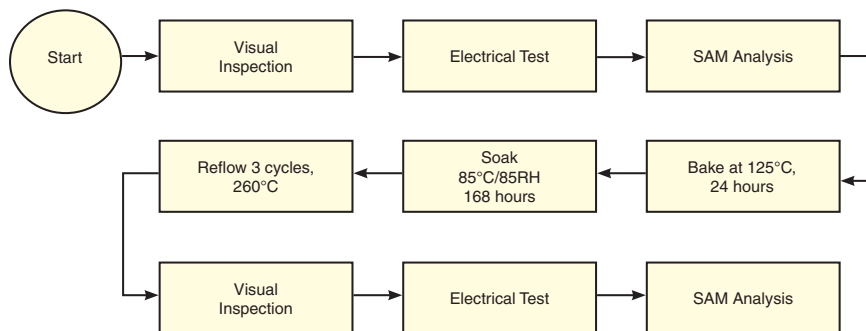 Start
Visual
Inspection
Electrical Test
SAM Analysis
Bake at 125°C,
24 hours
Soak
85°C/85RH
168 hours
Reflow 3 cycles,
260°C
Visual
Inspection
Electrical Test
SAM Analysis